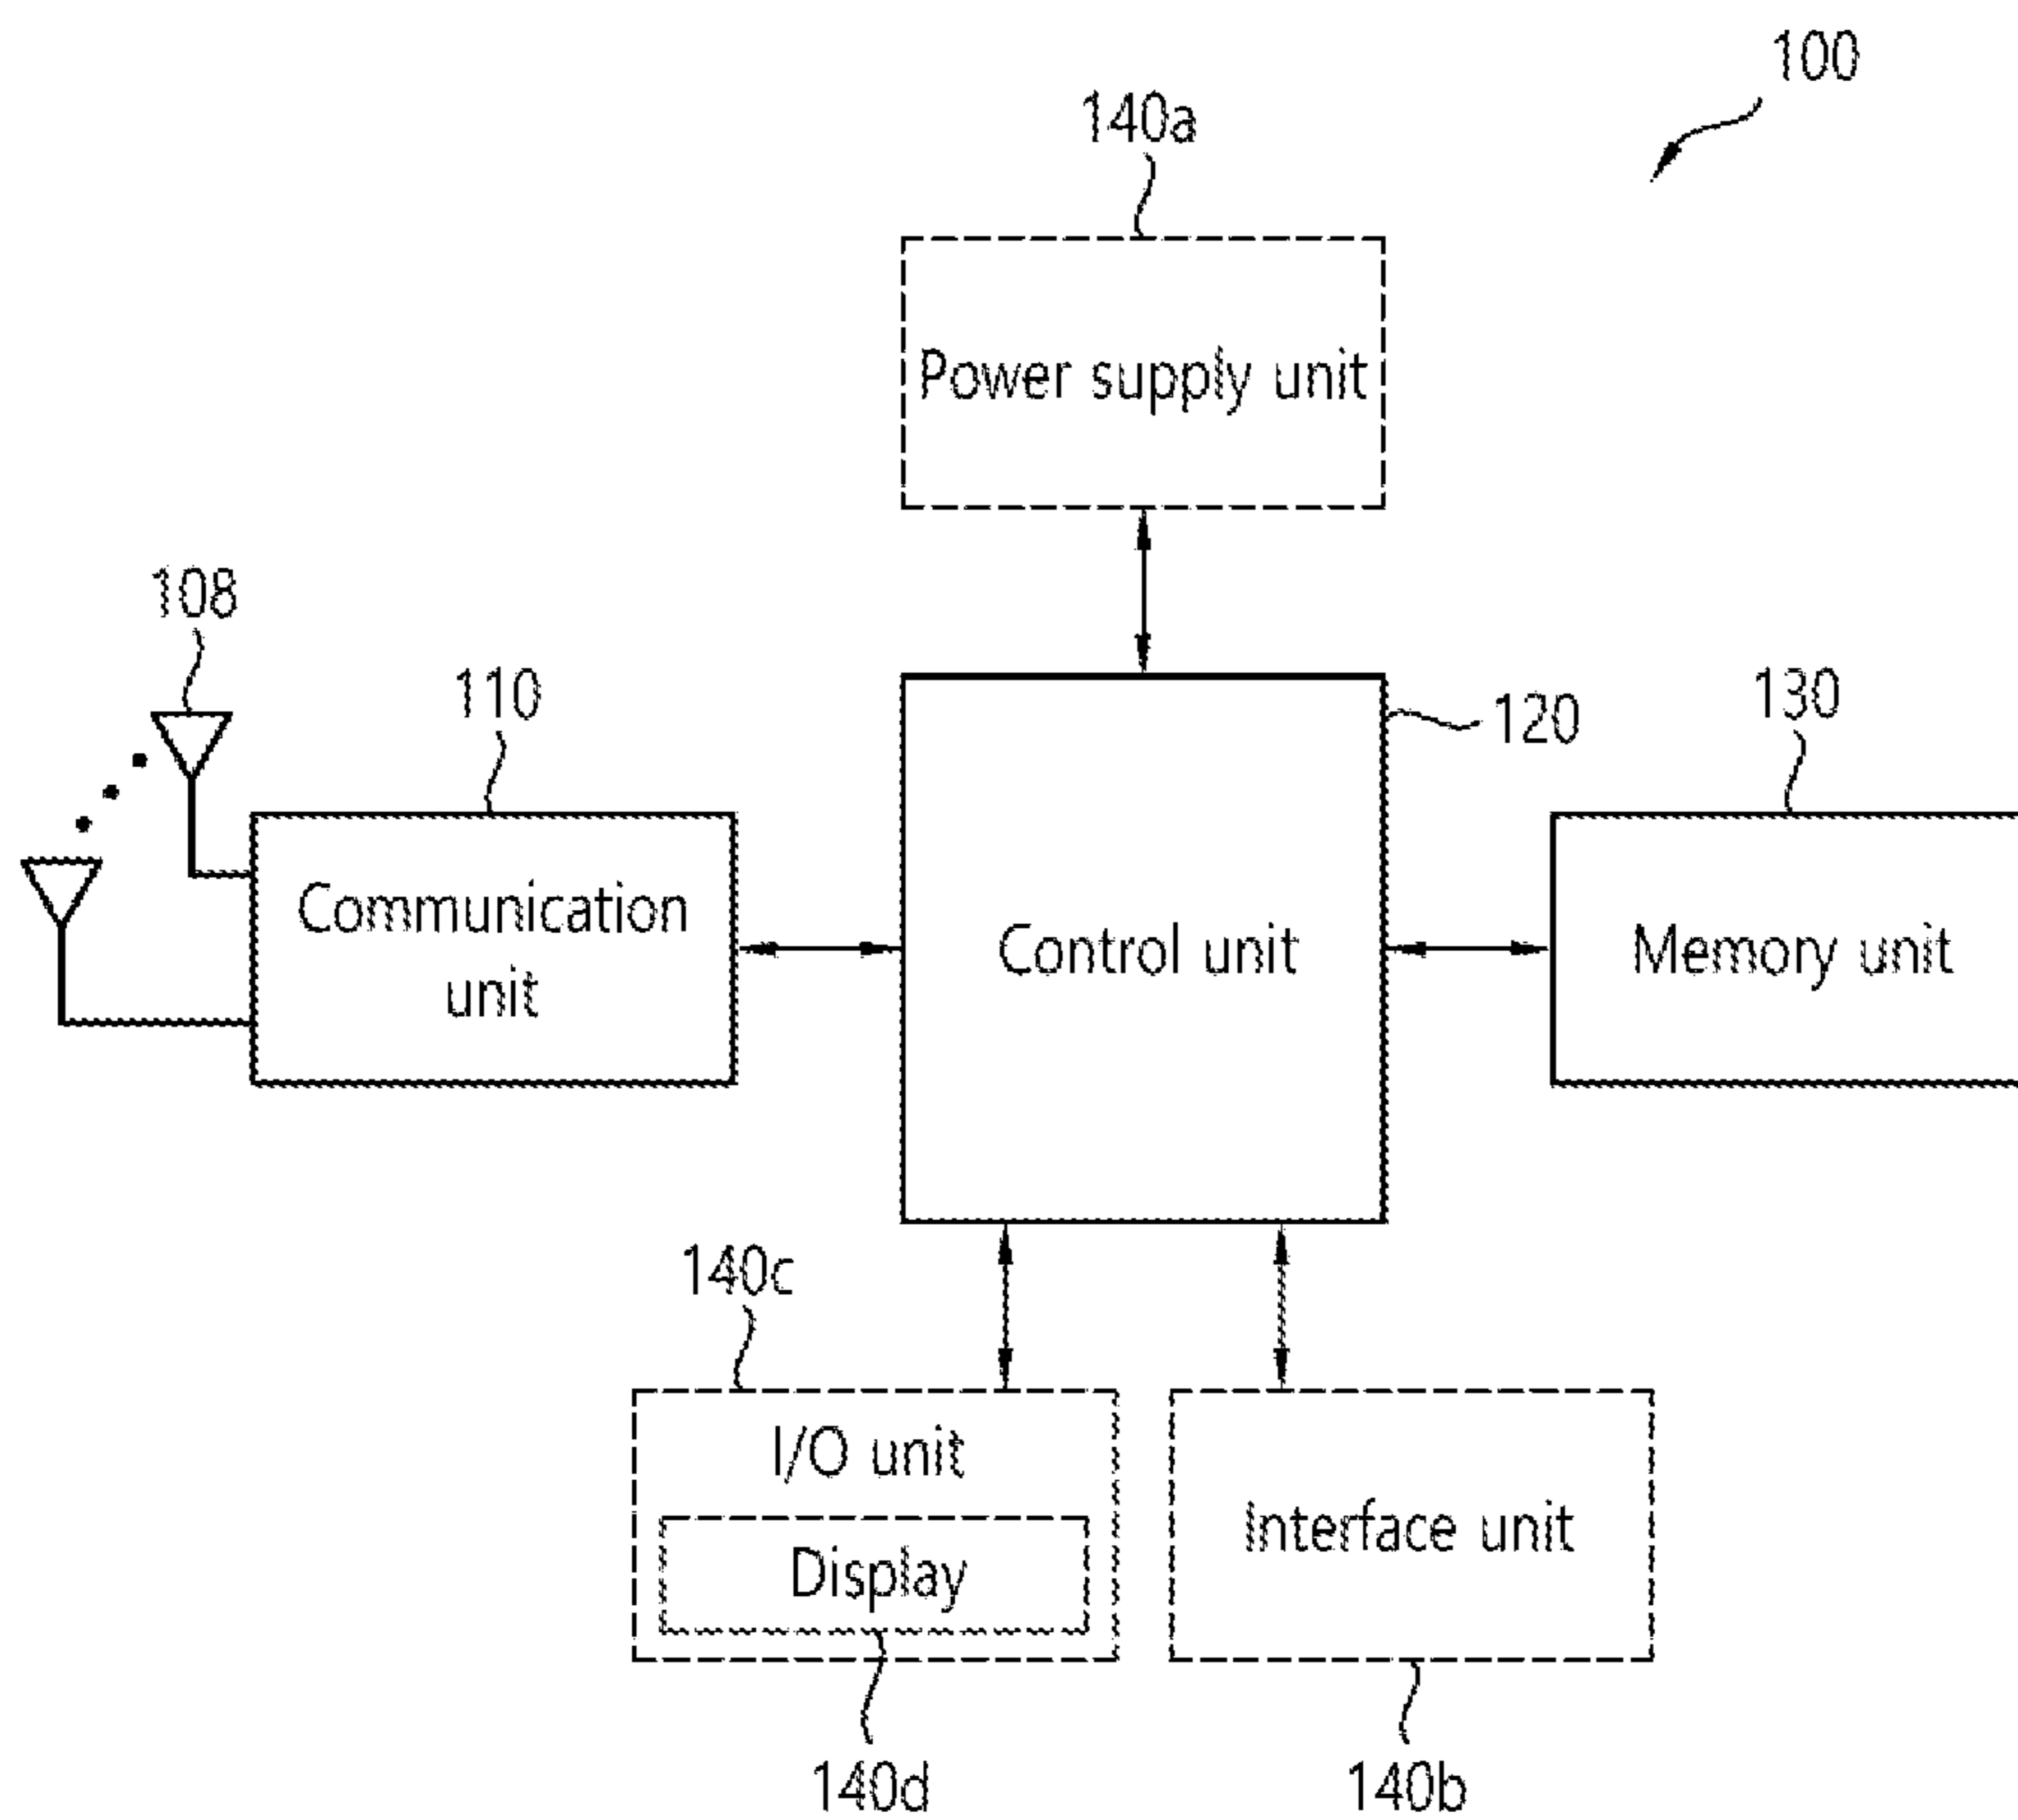 100
140a
Power supply unit
108
110
120
130
Communication
unit
Control unit
Memory unit
140c
I/O unit
Display
Interface unit
140d
140b